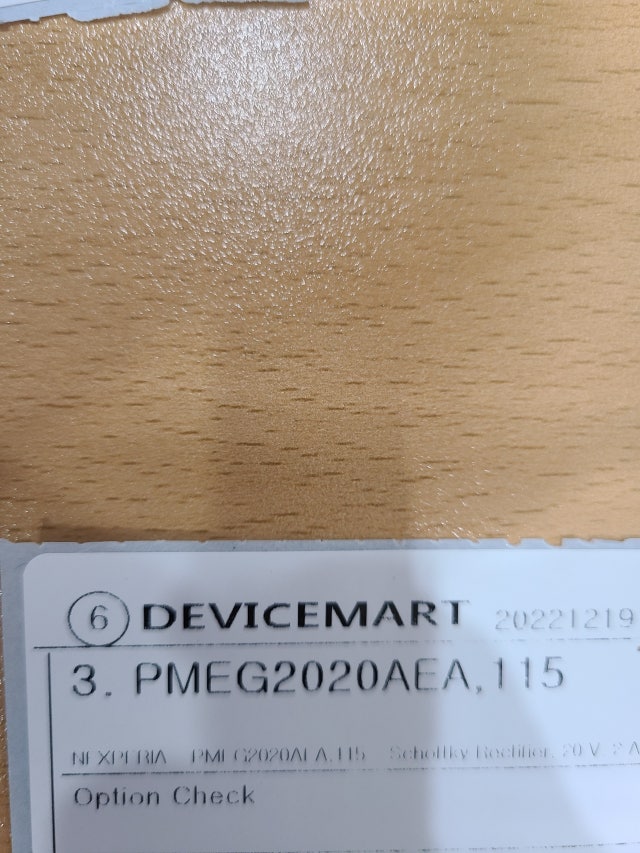 6 DEVICEMART 20221219
3. PMEG2020AEA,115
NEXPERIA PMEG2020AEA,115 Schottky Rectifier, 20 V, 2 A
Option Check